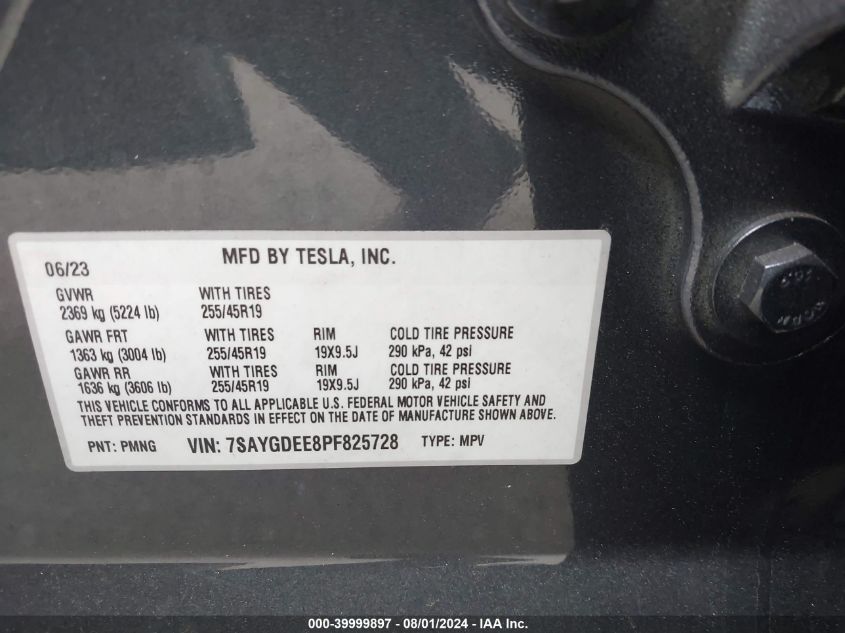 06/23 MFD BY TESLA, INC.
GVWR WITH TIRES
2369 kg (5224 lb) 255/45R19
GAWR FRT WITH TIRES RIM COLD TIRE PRESSURE
1363 kg (3004 lb) 255/45R19 19X9.5J 290 kPa, 42 psi
GAWR RR WITH TIRES RIM COLD TIRE PRESSURE
1636 kg (3606 lb) 255/45R19 19X9.5J 290 kPa, 42 psi
THIS VEHICLE CONFORMS TO ALL APPLICABLE U.S. FEDERAL MOTOR VEHICLE SAFETY AND
THEFT PREVENTION STANDARDS IN EFFECT ON THE DATE OF MANUFACTURE SHOWN ABOVE.
PNT: PMNG VIN: 7SAYGDEE8PF825728 TYPE: MPV
000-39999897 - 08/01/2024 - IAA Inc.